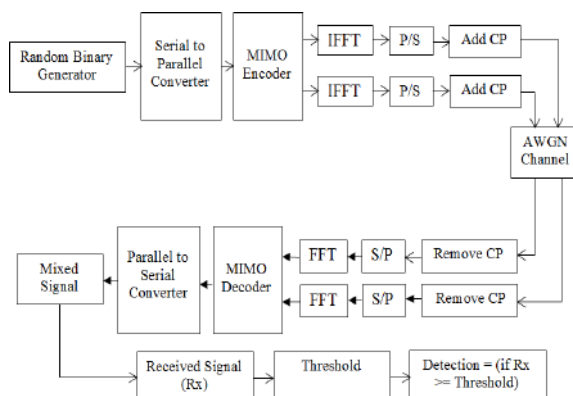 Random Binary
Generator
Serial to
Parallel
Converter
MIMO
Encoder
IFFT
P/S
Add CP
IFFT
P/S
Add CP
AWGN
Channel
Mixed
Signal
Parallel to
Serial
Converter
MIMO
Decoder
FFT
S/P
Remove CP
FFT
S/P
Remove CP
Received Signal
(Rx)
Threshold
Detection = (if Rx
>= Threshold)